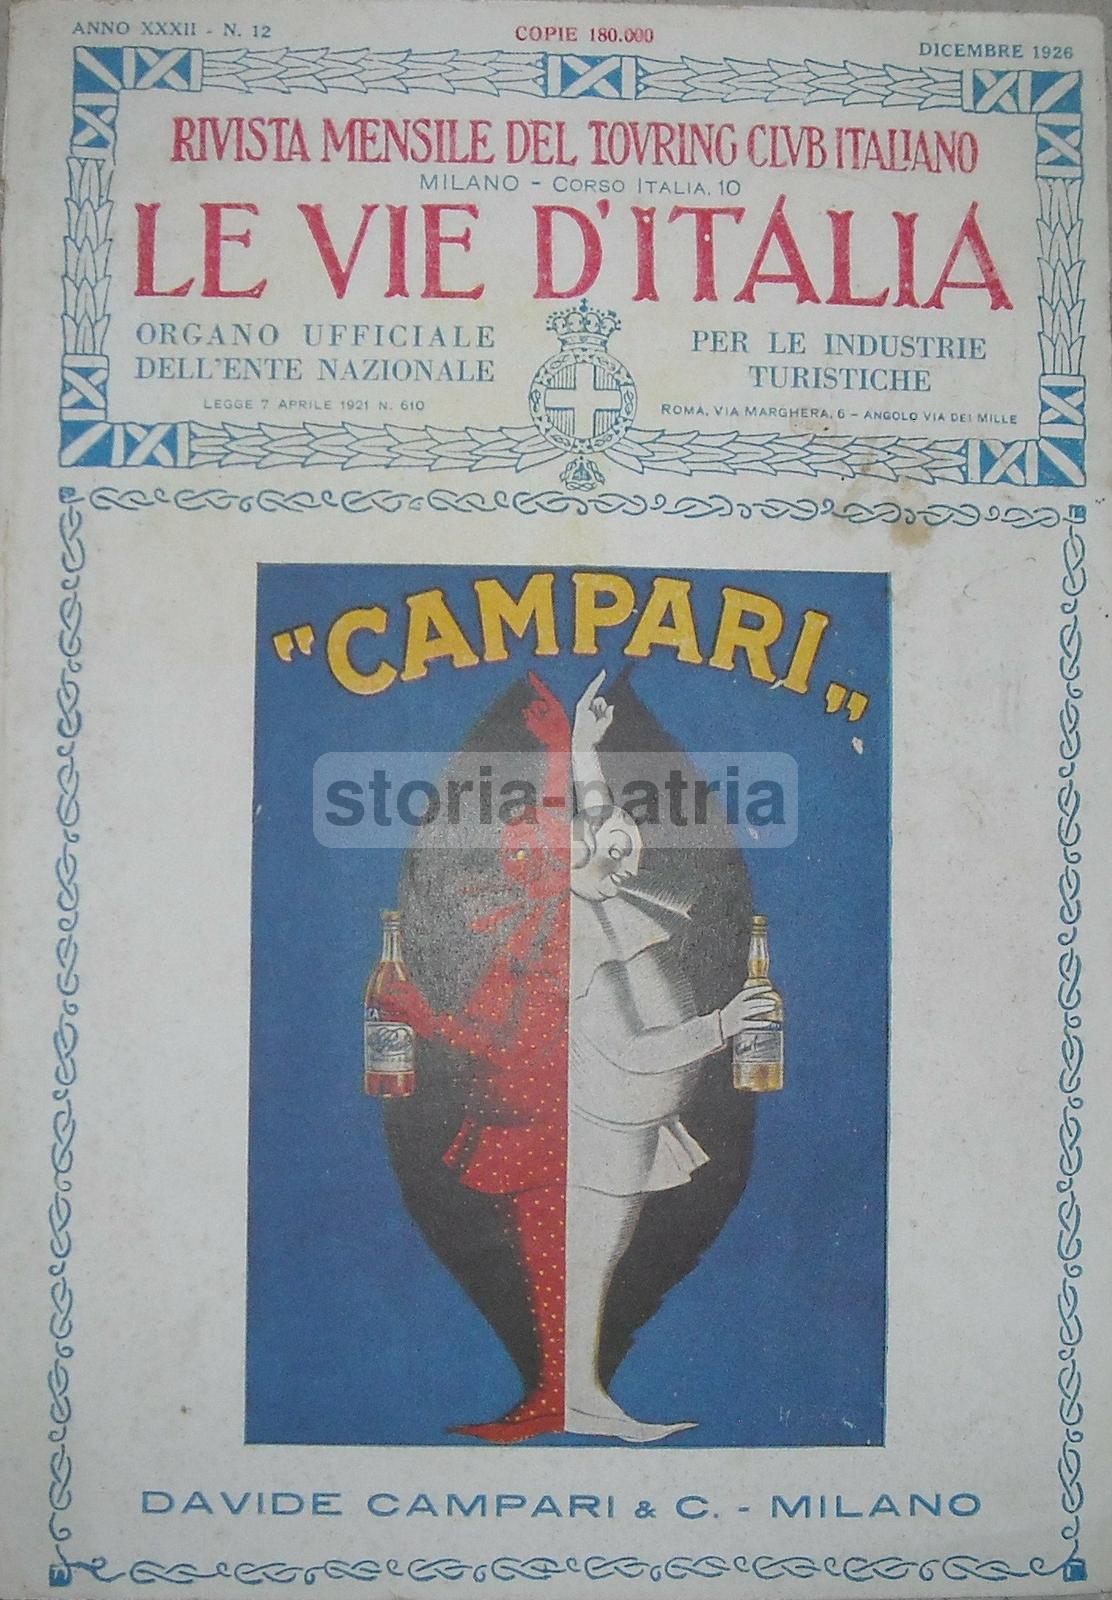 ANNO XXXII - N. 12
COPIE 180.000
DICEMBRE 1926
RIVISTA MENSILE DEL TOVRING CLVB ITALIANO
MILANO - CORSO ITALIA, 10
LE VIE D'ITALIA
ORGANO UFFICIALE
DELL'ENTE NAZIONALE
LEGGE 7 APRILE 1921 N. 610
PER LE INDUSTRIE
TURISTICHE
ROMA, VIA MARGHERA, 6 - ANGOLO VIA DEI MILLE
"CAMPARI„
storia-patria
DAVIDE CAMPARI & C. - MILANO